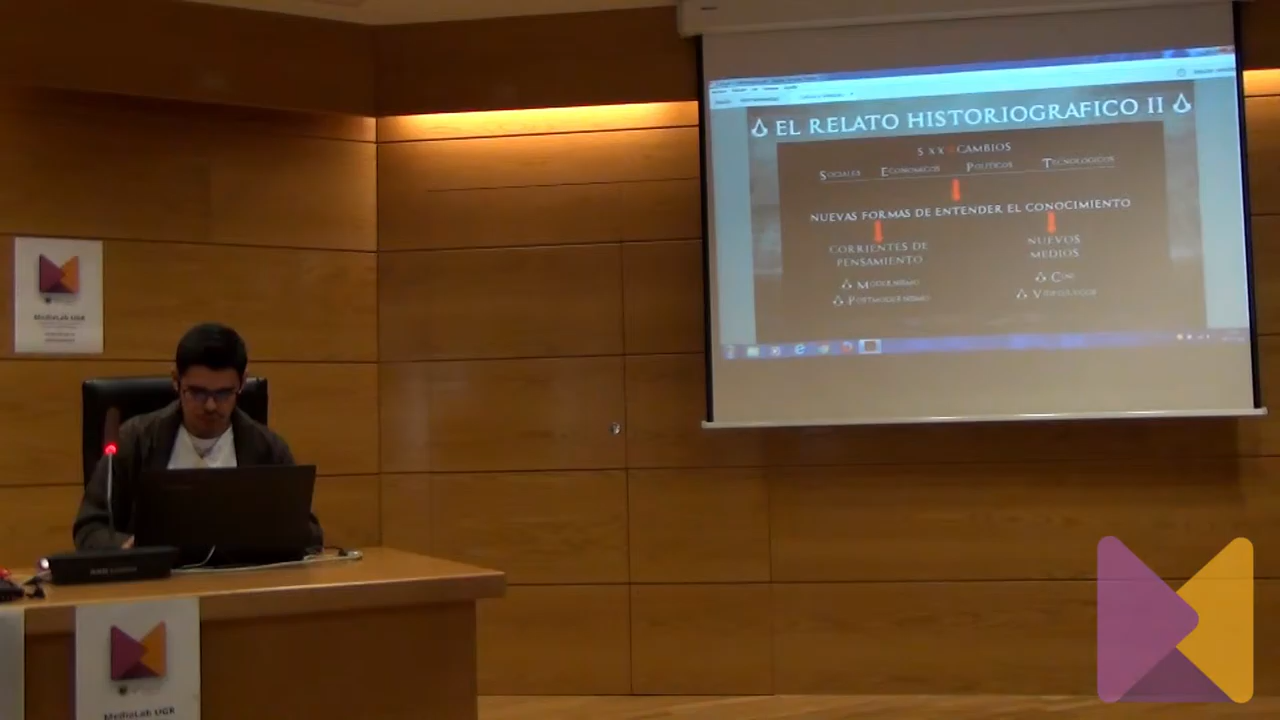 EL RELATO HISTORIOGRAFICO II
S XX CAMBIOS
SOCIALES ECONOMICOS POLITICOS TECNOLOGICOS
NUEVAS FORMAS DE ENTENDER EL CONOCIMIENTO
CORRIENTES DE PENSAMIENTO
MODERNISMO
POSTMODERNISMO
NUEVOS MEDIOS
CINE
VIDEOJUEGOS
MediaLab UGR
MediaLab UGR